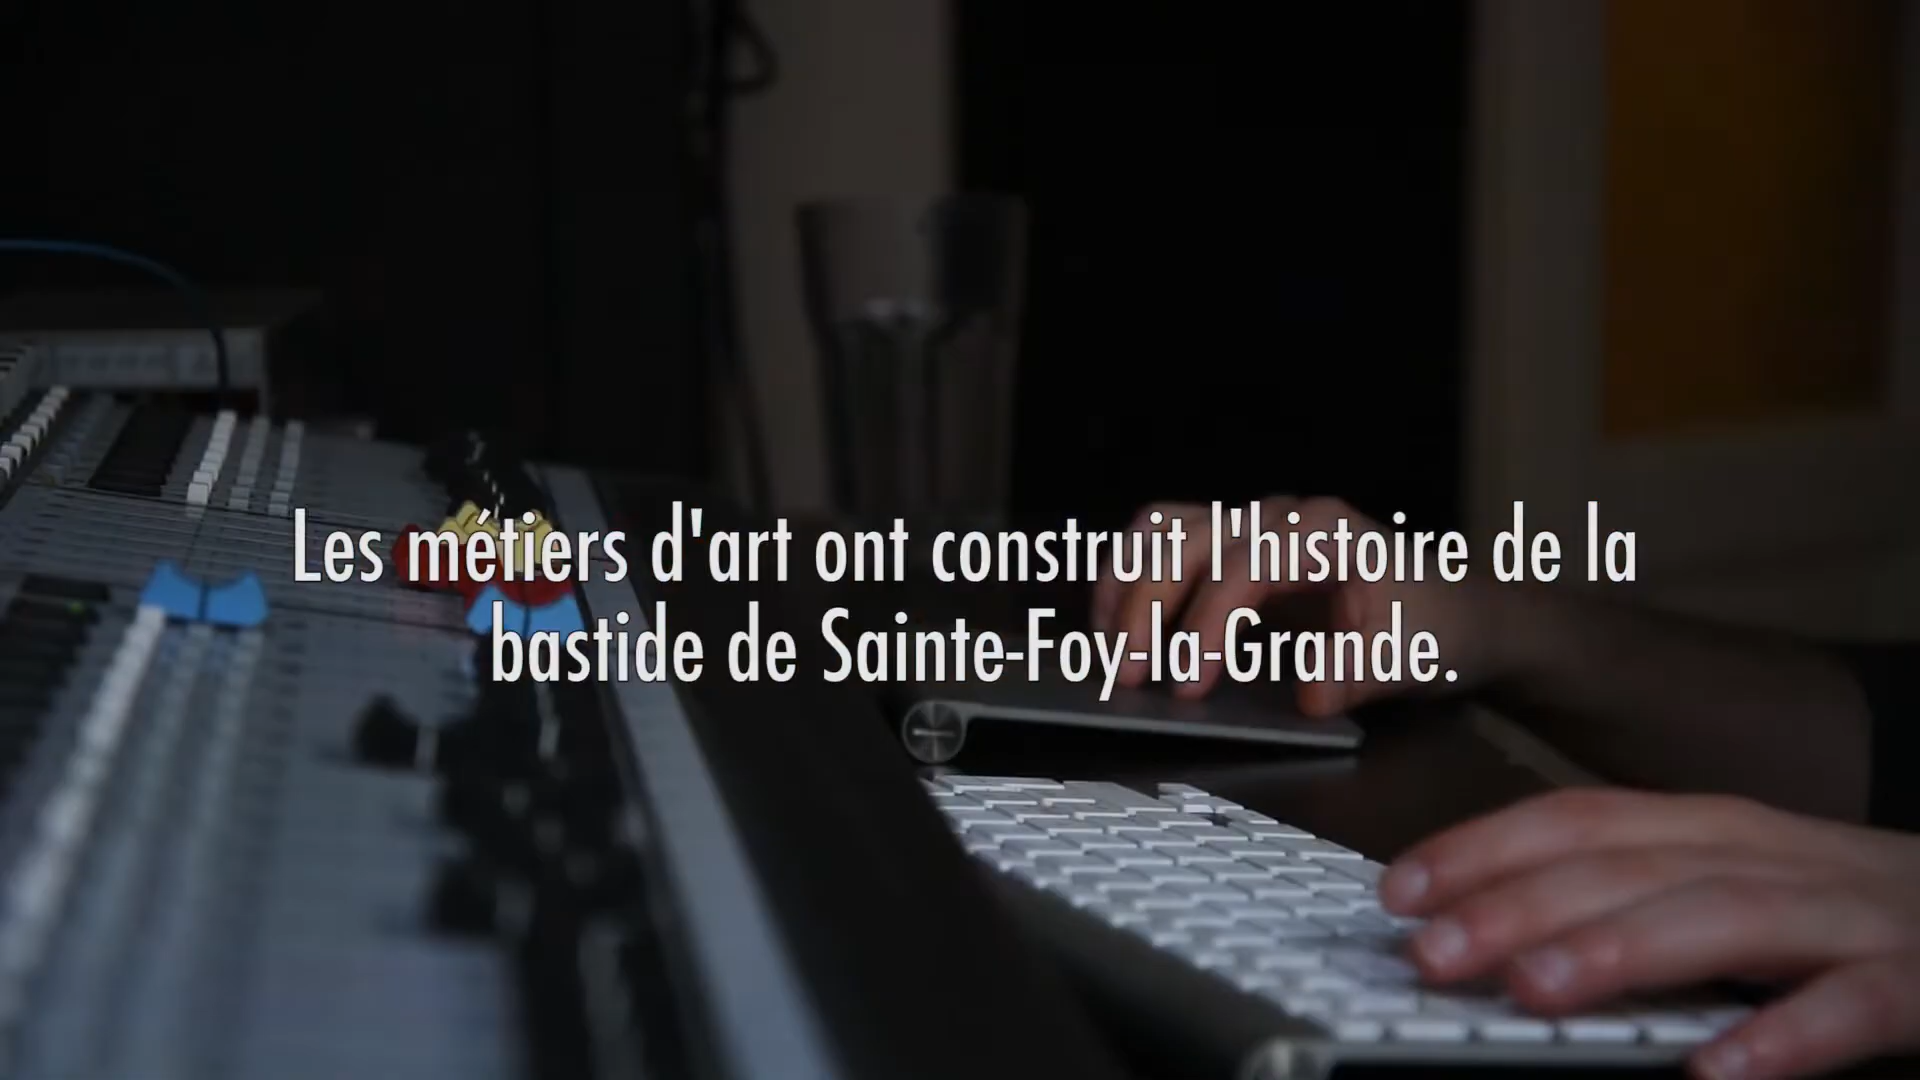 Les métiers d'art ont construit l'histoire de la
bastide de Sainte-Foy-la-Grande.